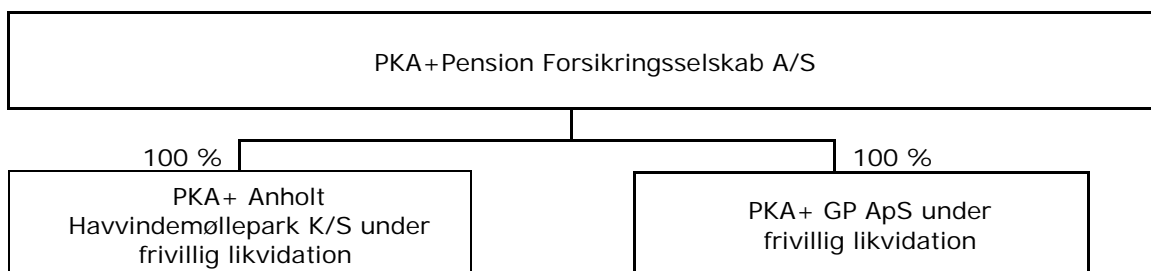 PKA+Pension Forsikringsselskab A/S
100 %
100 %
PKA+ Anholt
Havvindemøllepark K/S under
frivillig likvidation
PKA+ GP ApS under
frivillig likvidation